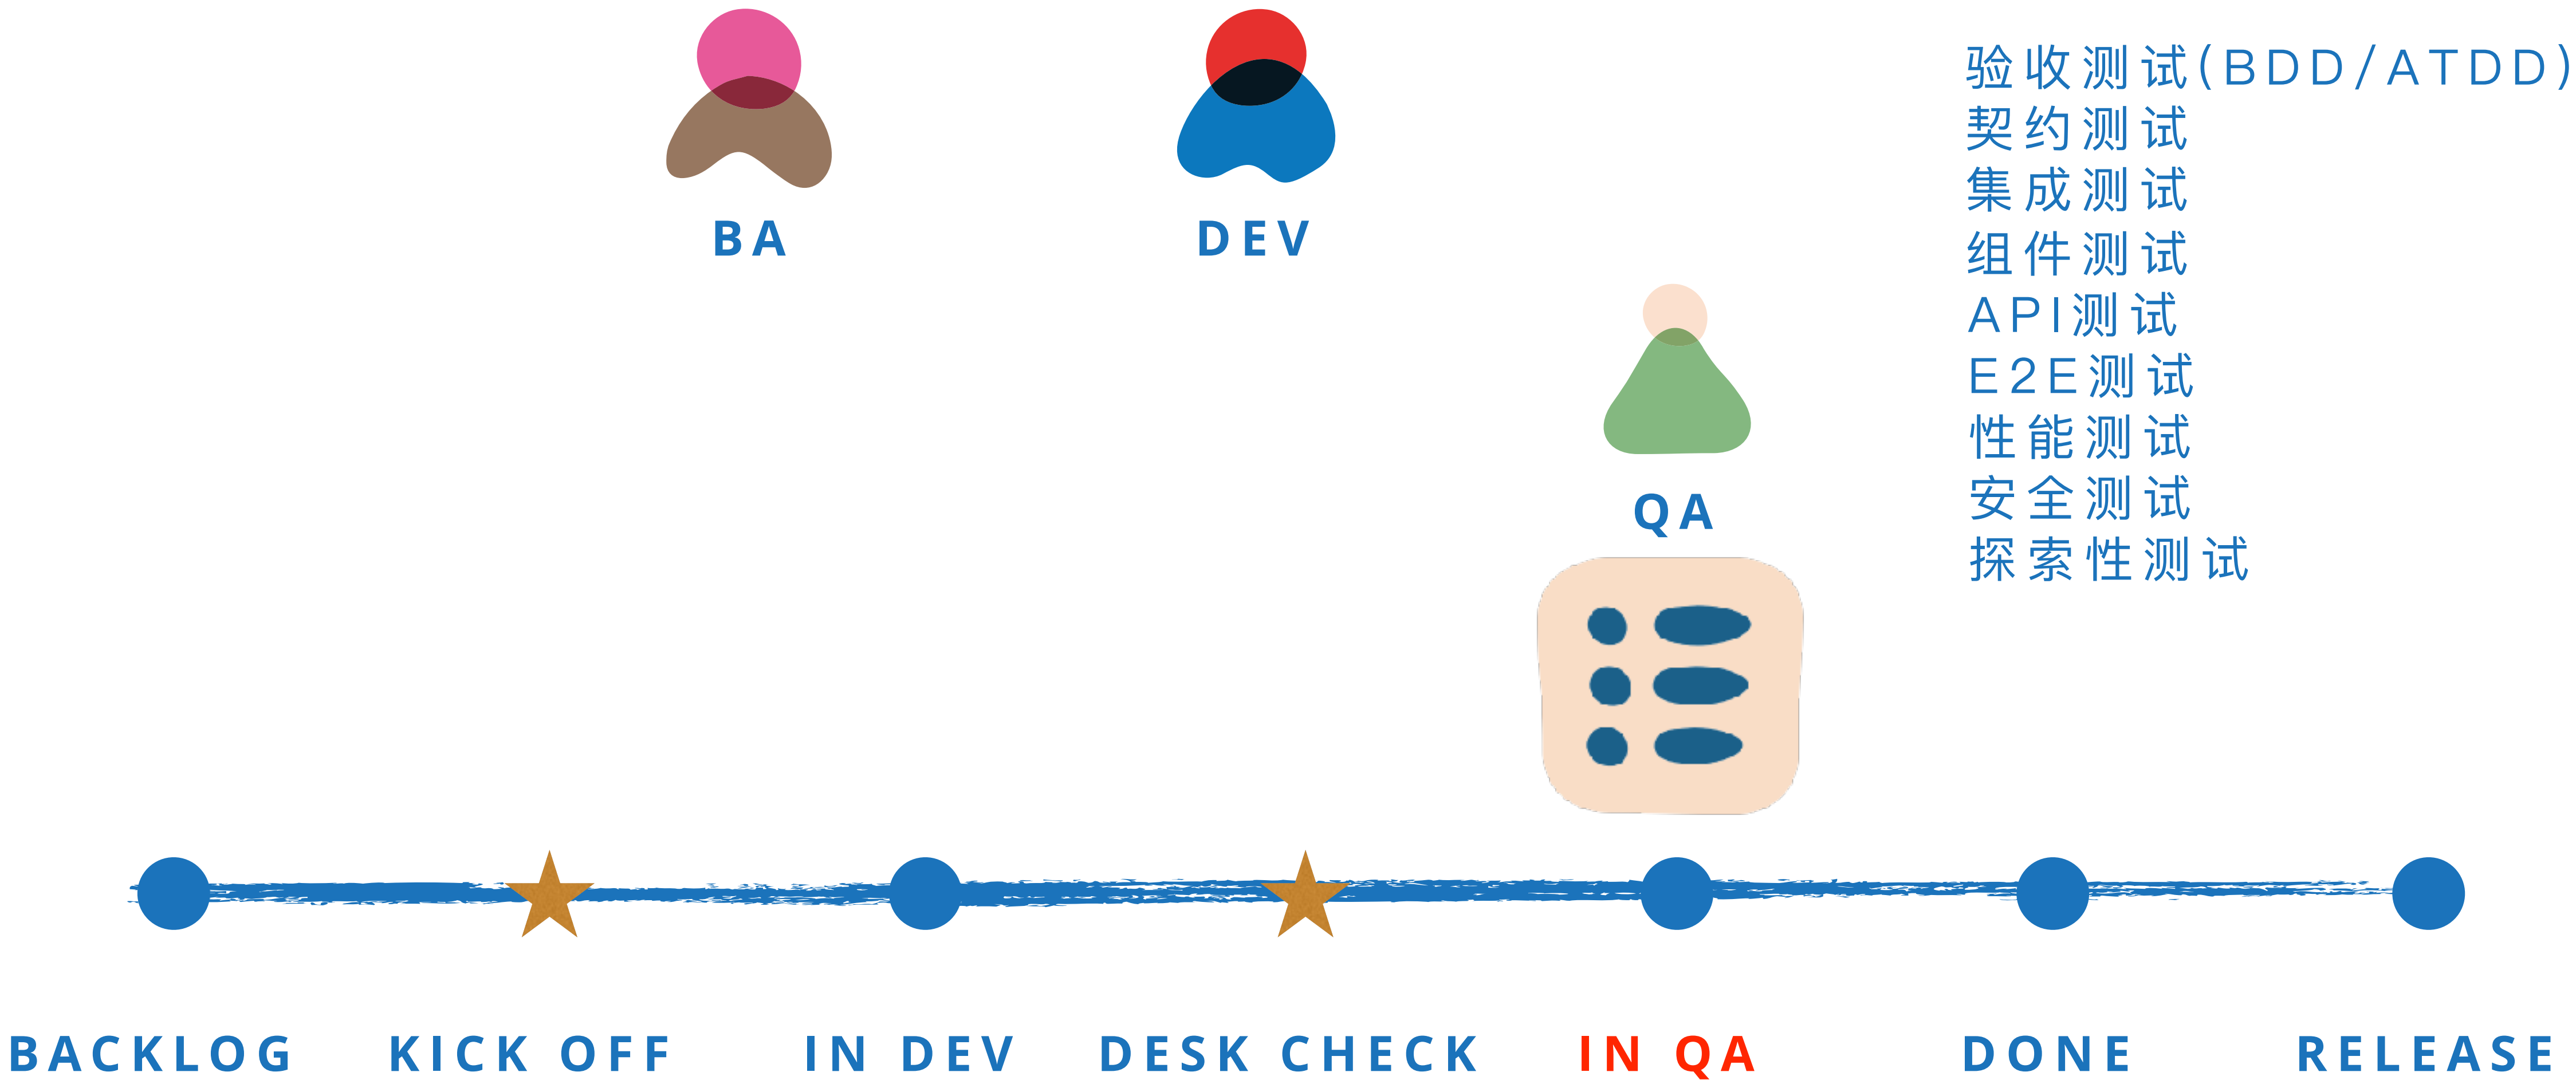 BA
DEV
QA
验收测试(BDD/ATDD)
契约测试
集成测试
组件测试
API测试
E2E测试
性能测试
安全测试
探索性测试
BACKLOG
KICK OFF
IN DEV
DESK CHECK
IN QA
DONE
RELEASE